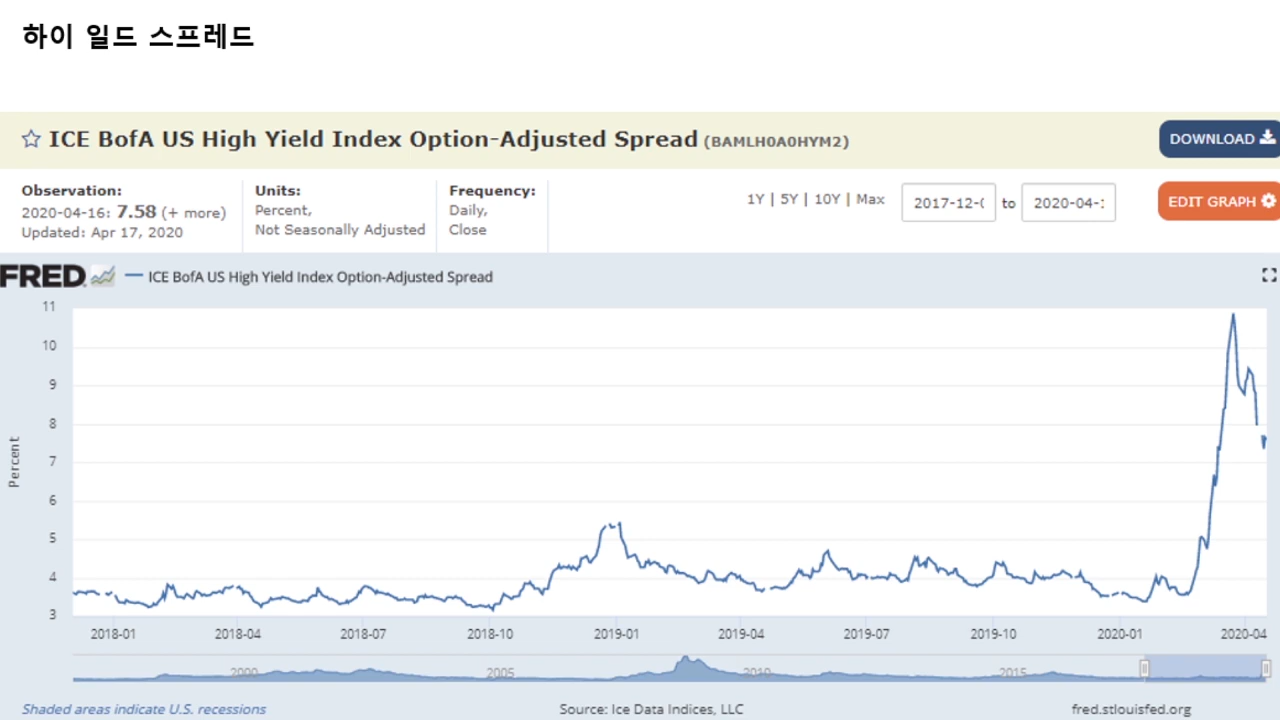 하이 일드 스프레드
ICE BofA US High Yield Index Option-Adjusted Spread (BAMLH0A0HYM2)
DOWNLOAD
Observation:
2020-04-16: 7.58 (+ more)
Updated: Apr 17, 2020
Units:
Percent,
Not Seasonally Adjusted
Frequency:
Daily,
Close
1Y | 5Y | 10Y | Max
2017-12-( to 2020-04-:
EDIT GRAPH
FRED
ICE BofA US High Yield Index Option-Adjusted Spread
Percent
11
10
9
8
7
6
5
4
3
2018-01 2018-04 2018-07 2018-10 2019-01 2019-04 2019-07 2019-10 2020-01 2020-04
2000 2005 2010 2015
Shaded areas indicate U.S. recessions
Source: Ice Data Indices, LLC
fred.stlouisfed.org